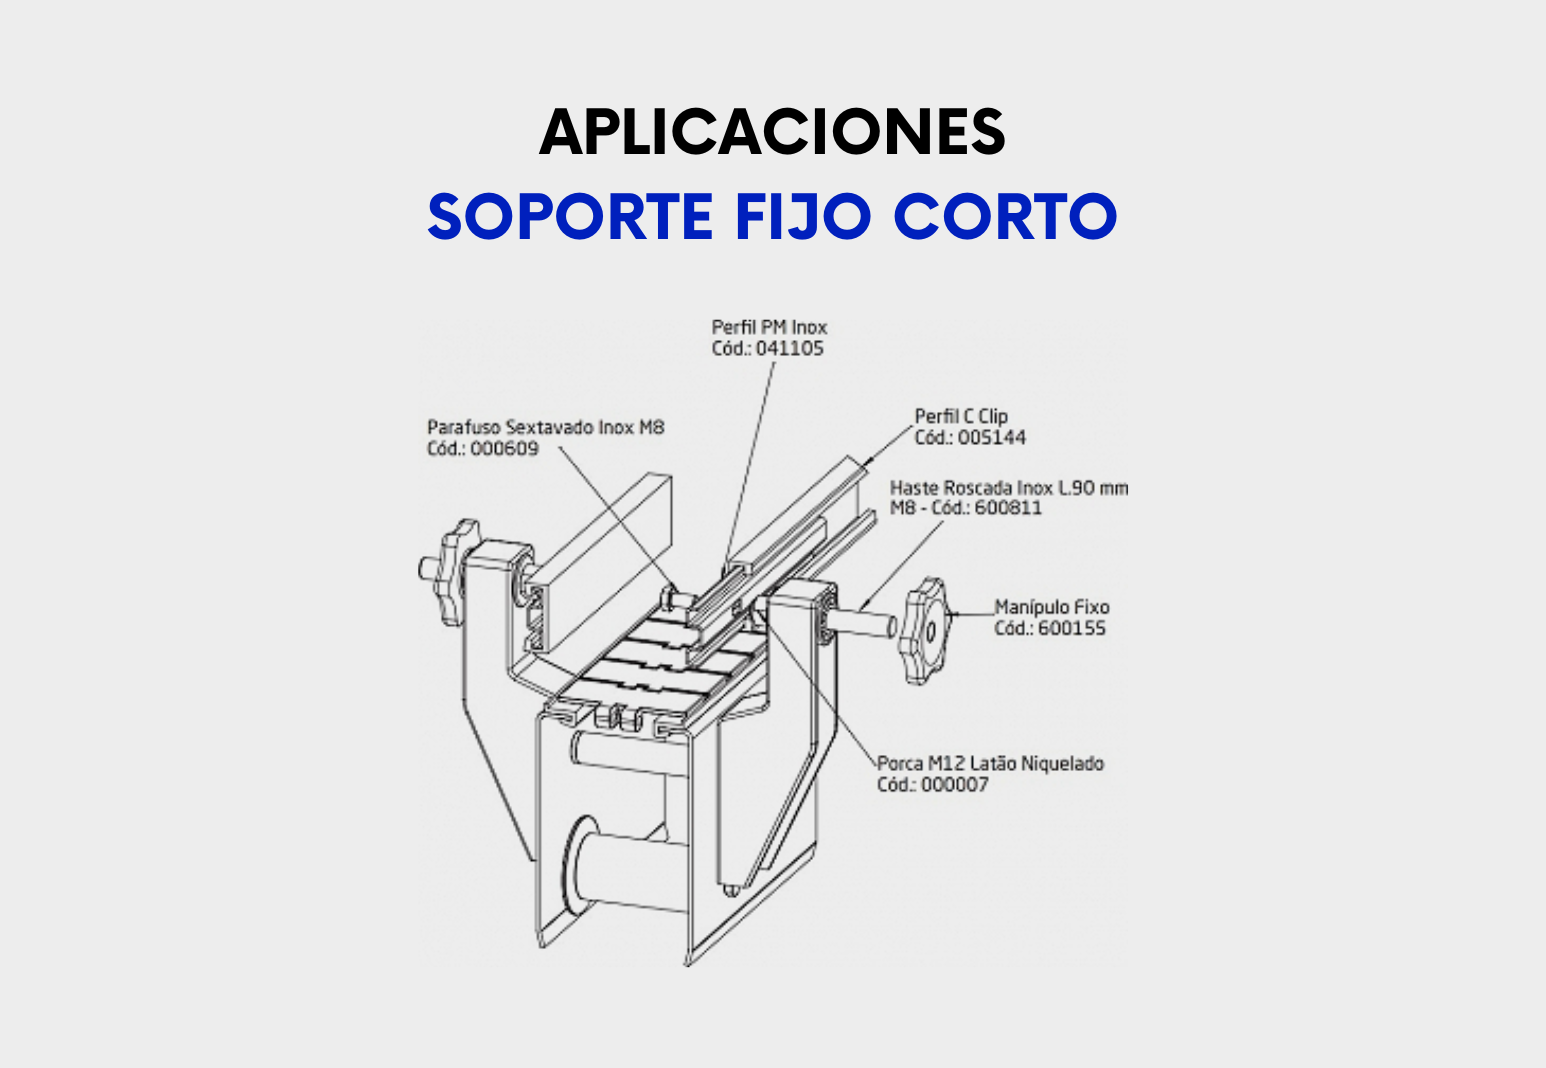 APLICACIONES
SOPORTE FIJO CORTO
Perfil PM Inox
Cód.: 041105
Perfil C Clip
Cód.: 005144
Parafuso Sextavado Inox M8
Cód.: 000609
Haste Roscada Inox L.90 mm
M8 - Cód.: 600811
Manípulo Fixo
Cód.: 600155
Porca M12 Latão Niquelado
Cód.: 000007